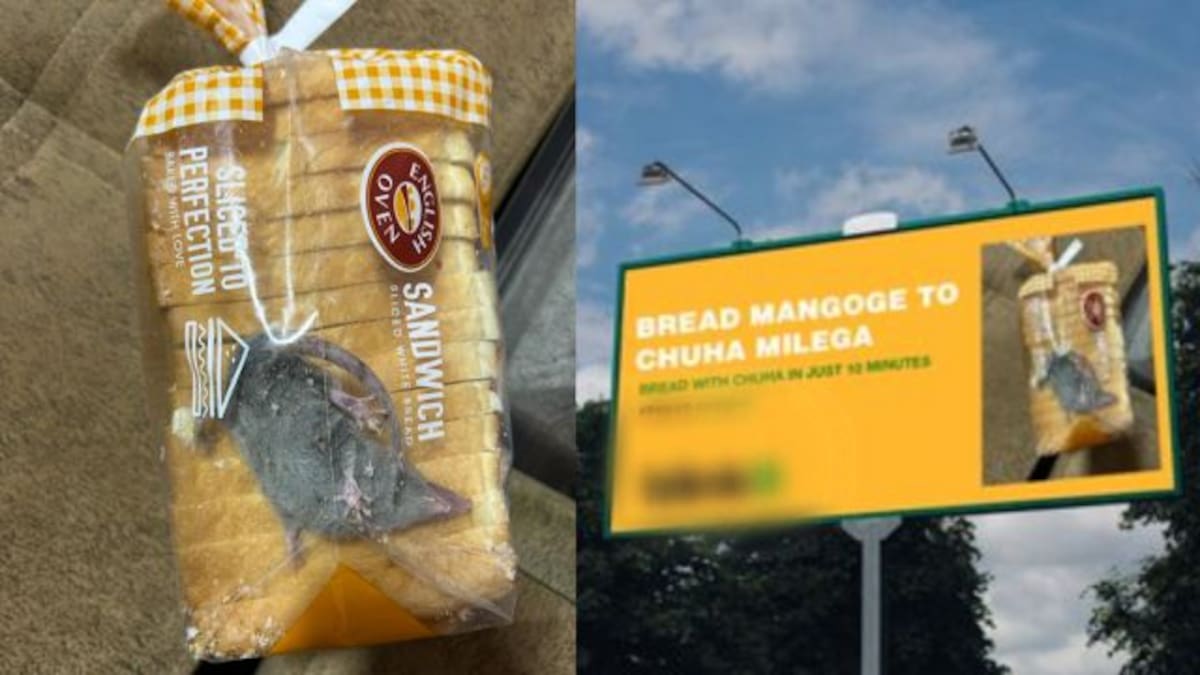 ENGLISH
OVEN
SANDWICH
SLICED WHITE BREAD
SLICED TO
PERFECTION
BAKED WITH LOVE
BREAD MANGOGE TO
CHUHA MILEGA
BREAD WITH CHUHA IN JUST 10 MINUTES